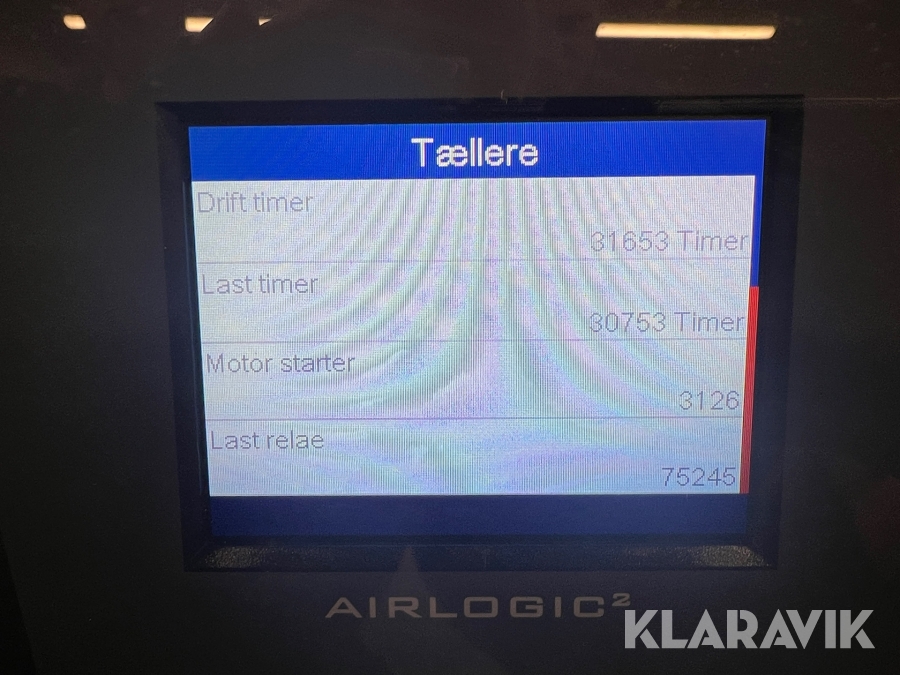 Tællere
Drift timer
31653 Timer
Last timer
30753 Timer
Motor starter
3126
Last relae
75245
AIRLOGIC²
KLARAVIK